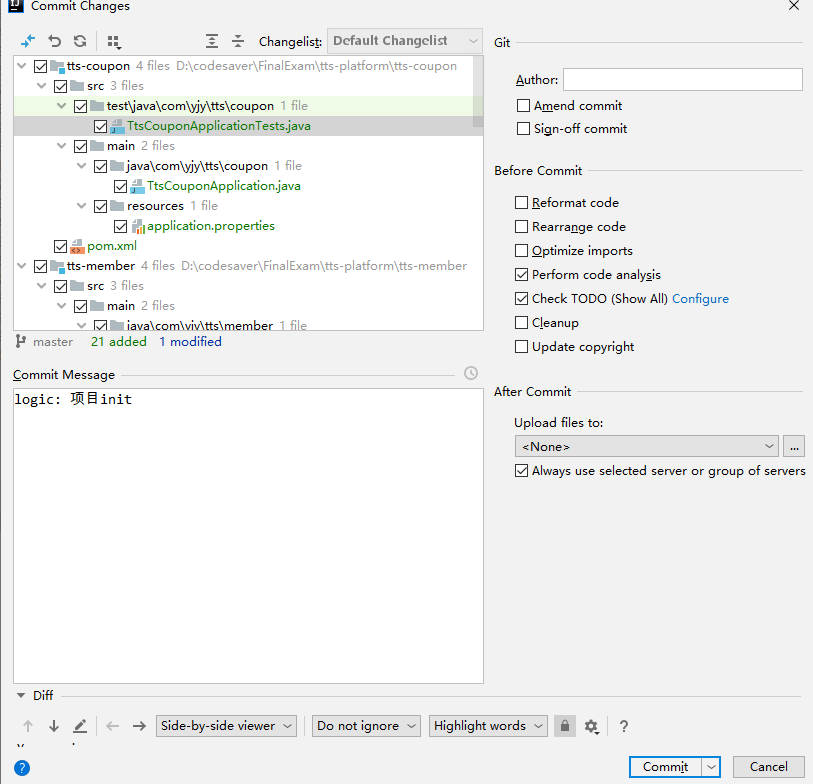 Commit Changes
Changelist: Default Changelist
tts-coupon 4 files D:\codesaver\FinalExam\tts-platform\tts-coupon
src 3 files
test\java\com\yjy\tts\coupon 1 file
TtsCouponApplicationTests.java
main 2 files
java\com\yjy\tts\coupon 1 file
TtsCouponApplication.java
resources 1 file
application.properties
pom.xml
tts-member 4 files D:\codesaver\FinalExam\tts-platform\tts-member
src 3 files
main 2 files
java\com\yjy\tts\member 1 file
master 21 added 1 modified
Commit Message
logic: 项目init
Git
Author:
Amend commit
Sign-off commit
Before Commit
Reformat code
Rearrange code
Optimize imports
Perform code analysis
Check TODO (Show All) Configure
Cleanup
Update copyright
After Commit
Upload files to:
<None>
...
Always use selected server or group of servers
Diff
Side-by-side viewer Do not ignore Highlight words ?
? Commit Cancel